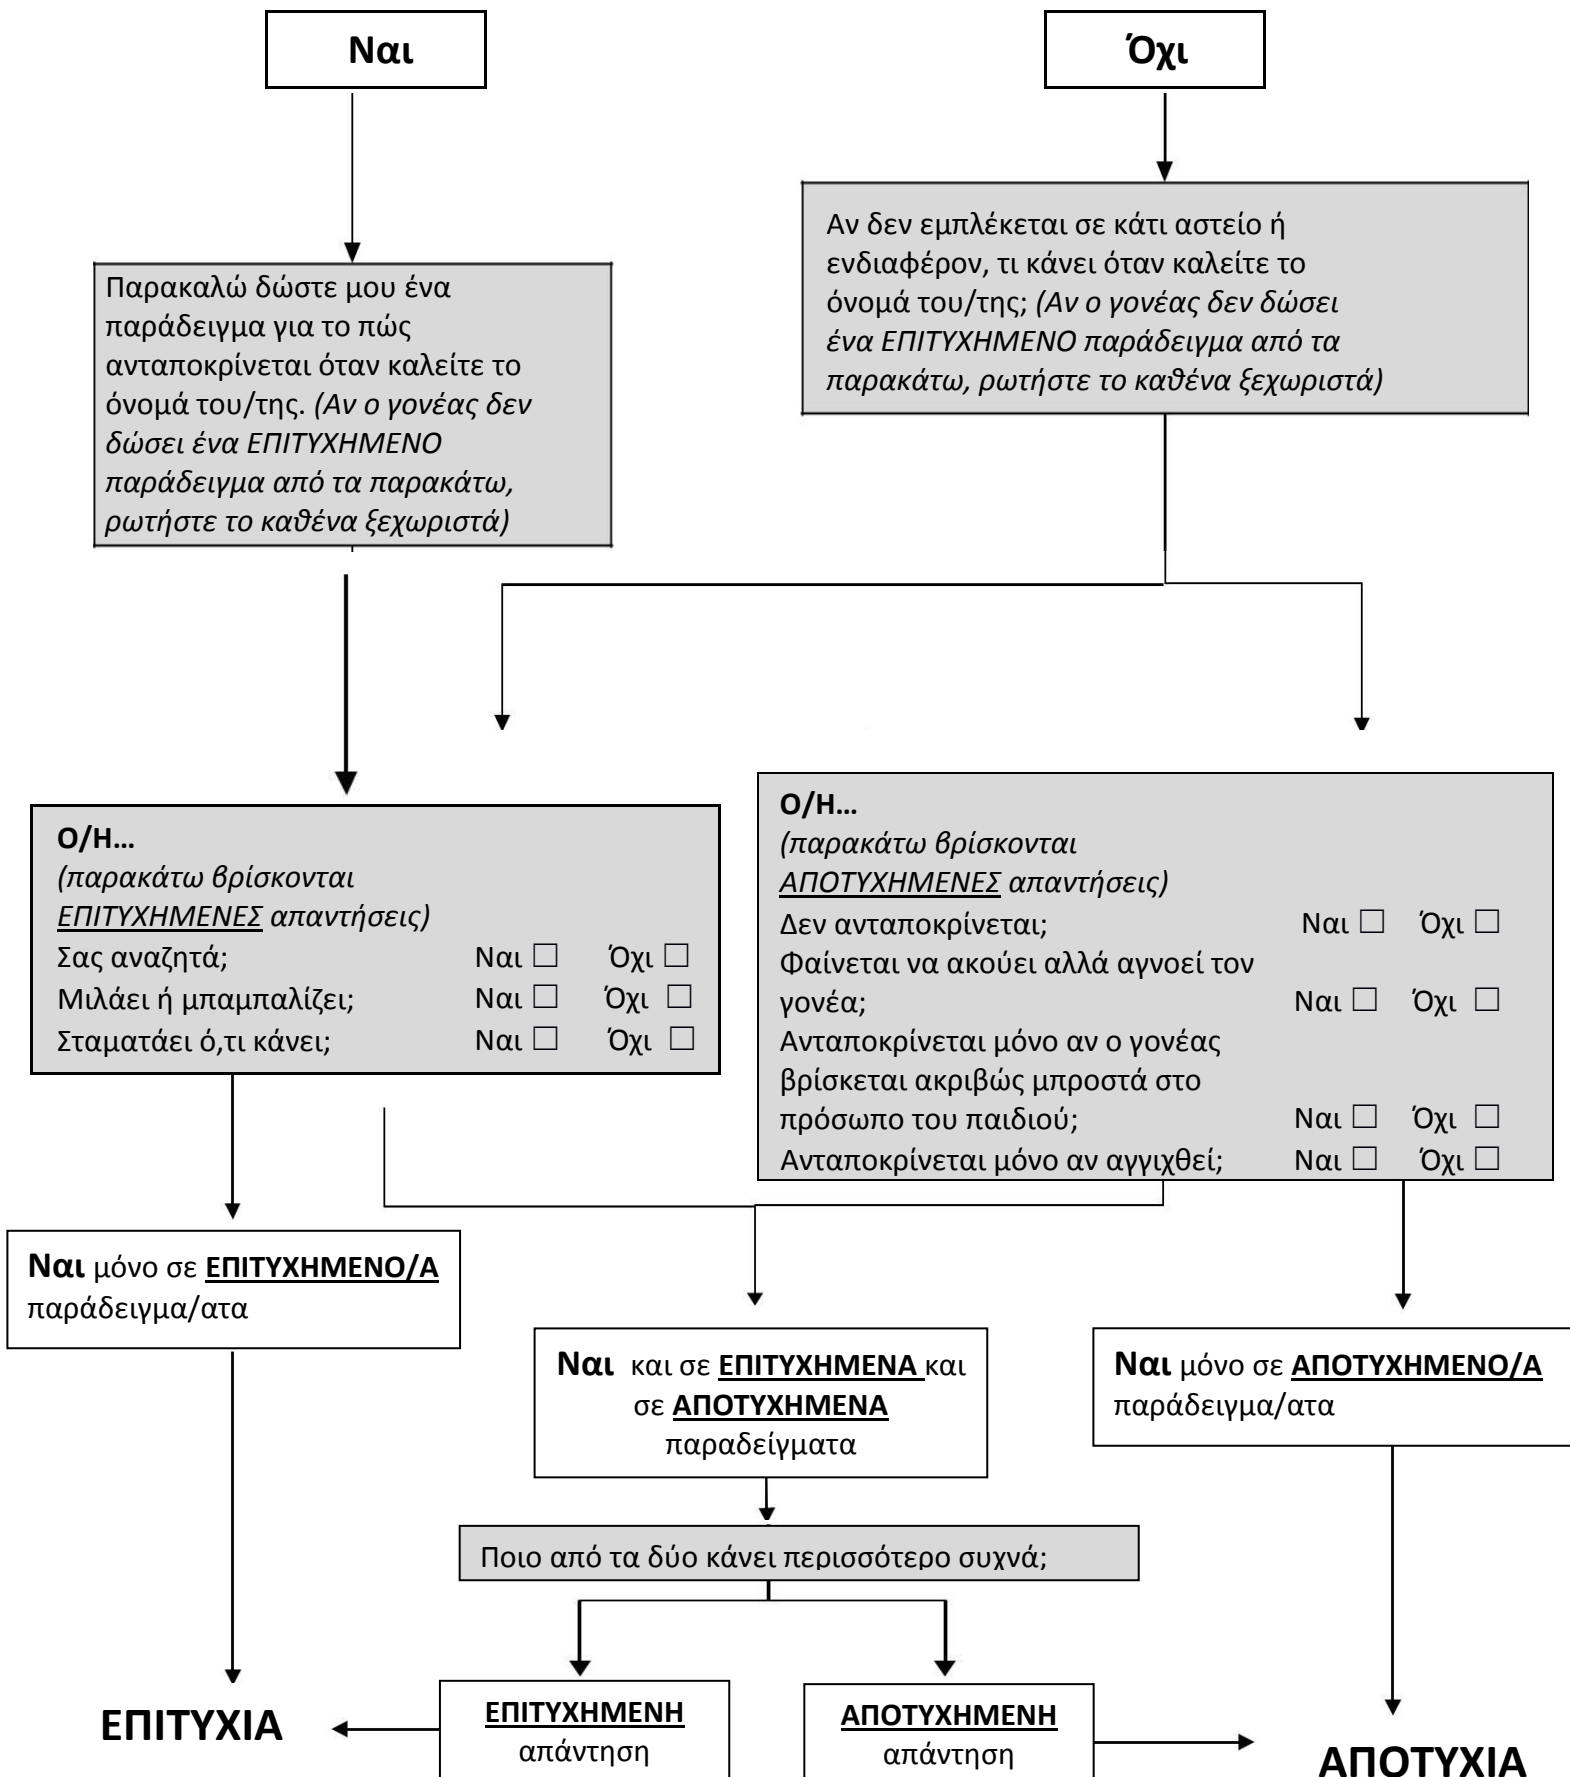 Ναι
Όχι
Αν δεν εμπλέκεται σε κάτι αστείο ή
ενδιαφέρον, τι κάνει όταν καλείτε το
όνομά του/της; (Αν ο γονέας δεν δώσει
ένα ΕΠΙΤΥΧΗΜΕΝΟ παράδειγμα από τα
παρακάτω, ρωτήστε το καθένα ξεχωριστά)
Παρακαλώ δώστε μου ένα
παράδειγμα για το πώς
ανταποκρίνεται όταν καλείτε το
όνομά του/της. (Αν ο γονέας δεν
δώσει ένα ΕΠΙΤΥΧΗΜΕΝΟ
παράδειγμα από τα παρακάτω,
ρωτήστε το καθένα ξεχωριστά)
Ο/Η...
(παρακάτω βρίσκονται
ΕΠΙΤΥΧΗΜΕΝΕΣ απαντήσεις)
Σας αναζητά; Ναι ☐ Όχι ☐
Μιλάει ή μπαμπαλίζει; Ναι ☐ Όχι ☐
Σταματάει ό,τι κάνει; Ναι ☐ Όχι ☐
Ο/Η...
(παρακάτω βρίσκονται
ΑΠΟΤΥΧΗΜΕΝΕΣ απαντήσεις)
Δεν ανταποκρίνεται; Ναι ☐ Όχι ☐
Φαίνεται να ακούει αλλά αγνοεί τον
γονέα; Ναι ☐ Όχι ☐
Ανταποκρίνεται μόνο αν ο γονέας
βρίσκεται ακριβώς μπροστά στο
πρόσωπο του παιδιού; Ναι ☐ Όχι ☐
Ανταποκρίνεται μόνο αν αγγιχθεί; Ναι ☐ Όχι ☐
Ναι μόνο σε ΕΠΙΤΥΧΗΜΕΝΟ/Α
παράδειγμα/ατα
Ναι και σε ΕΠΙΤΥΧΗΜΕΝΑ και
σε ΑΠΟΤΥΧΗΜΕΝΑ
παραδείγματα
Ναι μόνο σε ΑΠΟΤΥΧΗΜΕΝΟ/Α
παράδειγμα/ατα
Ποιο από τα δύο κάνει περισσότερο συχνά;
ΕΠΙΤΥΧΙΑ
ΕΠΙΤΥΧΗΜΕΝΗ
απάντηση
ΑΠΟΤΥΧΗΜΕΝΗ
απάντηση
ΑΠΟΤΥΧΙΑ